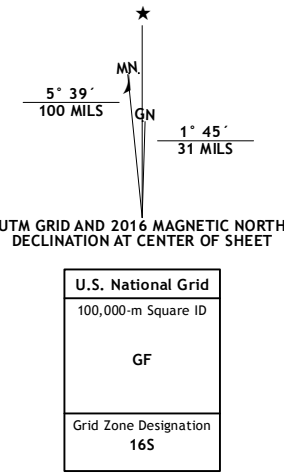 ★
MN.
5° 39´
100 MILS
GN
1° 45´
31 MILS
UTM GRID AND 2016 MAGNETIC NORTH
DECLINATION AT CENTER OF SHEET
U.S. National Grid
100,000-m Square ID
GF
Grid Zone Designation
16S